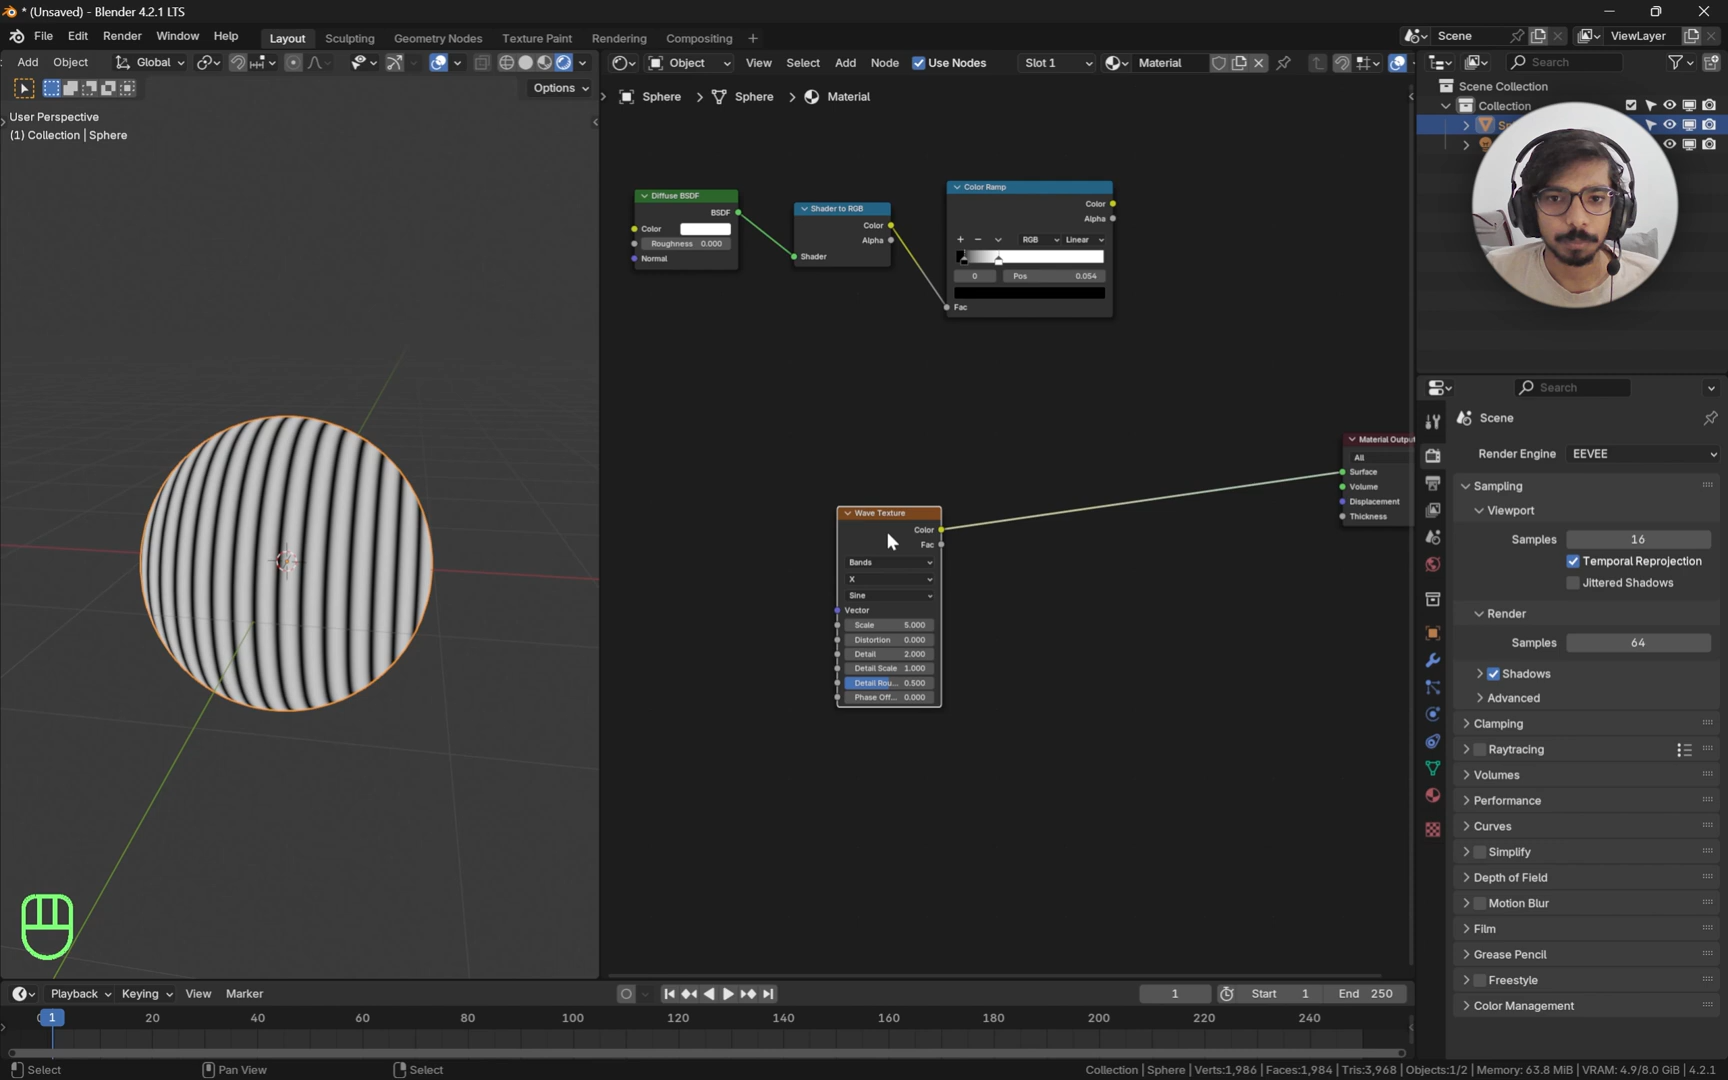 * (Unsaved) - Blender 4.2.1 LTS
File Edit Render Window Help Layout Sculpting Geometry Nodes Texture Paint Rendering Compositing + Scene ViewLayer
Add Object Global Object View Select Add Node Use Nodes Slot 1 Material Search
Options
Sphere > Sphere > Material
Scene Collection
Collection
User Perspective
(1) Collection | Sphere
Diffuse BSDF
BSDF
Color
Roughness 0.000
Normal
Shader to RGB
Color
Alpha
Shader
Color Ramp
Color
Alpha
+ − RGB Linear
0 Pos 0.054
Fac
Material Output
All
Surface
Volume
Displacement
Thickness
Wave Texture
Color
Fac
Bands
X
Sine
Vector
Scale 5.000
Distortion 0.000
Detail 2.000
Detail Scale 1.000
Detail Rou... 0.500
Phase Off... 0.000
Search
Scene
Render Engine EEVEE
Sampling
Viewport
Samples 16
Temporal Reprojection
Jittered Shadows
Render
Samples 64
Shadows
Advanced
Clamping
Raytracing
Volumes
Performance
Curves
Simplify
Depth of Field
Motion Blur
Film
Grease Pencil
Freestyle
Color Management
Playback Keying View Marker 1 Start 1 End 250
1 20 40 60 80 100 120 140 160 180 200 220 240
Select Pan View Select Collection | Sphere | Verts:1,986 | Faces:1,984 | Tris:3,968 | Objects:1/2 | Memory: 63.8 MiB | VRAM: 4.9/8.0 GiB | 4.2.1